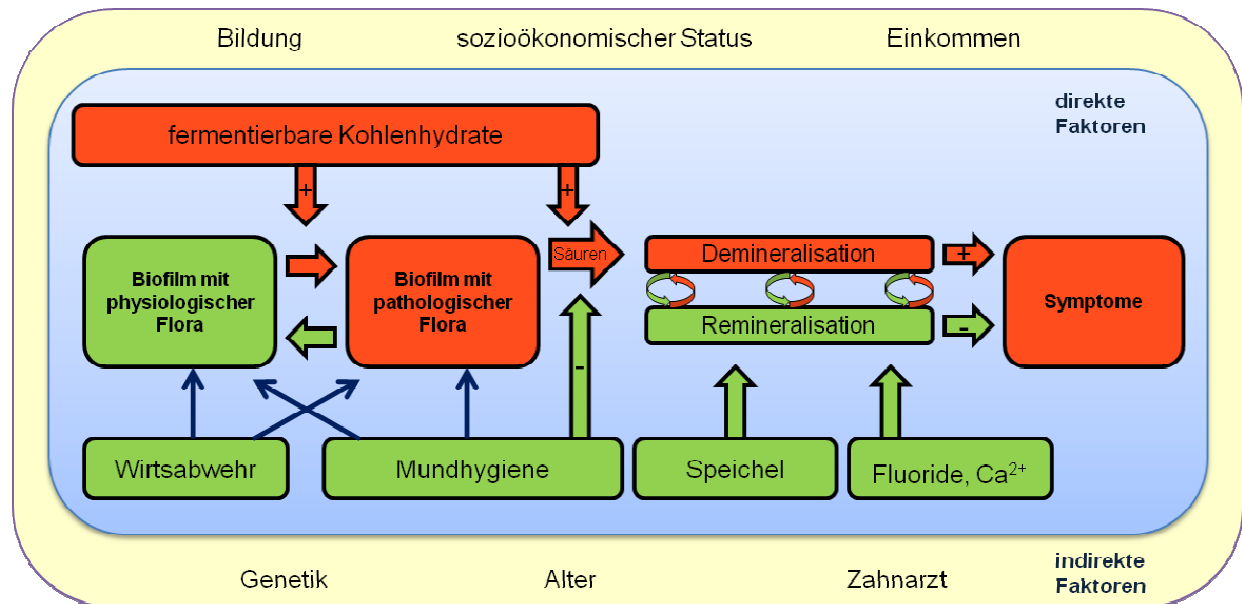 Bildung sozioökonomischer Status Einkommen
direkte
Faktoren
fermentierbare Kohlenhydrate
+ +
Biofilm mit
physiologischer
Flora
Biofilm mit
pathologischer
Flora
Säuren
-
Demineralisation
Remineralisation
+
-
Symptome
Wirtsabwehr
Mundhygiene
Speichel
Fluoride, Ca²⁺
Genetik Alter Zahnarzt
indirekte
Faktoren